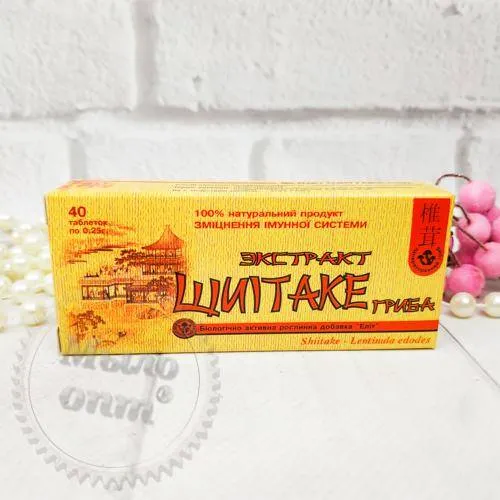 40
таблеток
по 0,25г
100% натуральний продукт
ЗМІЦНЕННЯ ІМУННОЇ СИСТЕМИ
椎茸
ЭКСТРАКТ
ШИІТАКЕ
ГРИБА
Біологічно активна рослинна добавка "Еліт"
Shiitake - Lentinula edodes
Мыло
опт
®